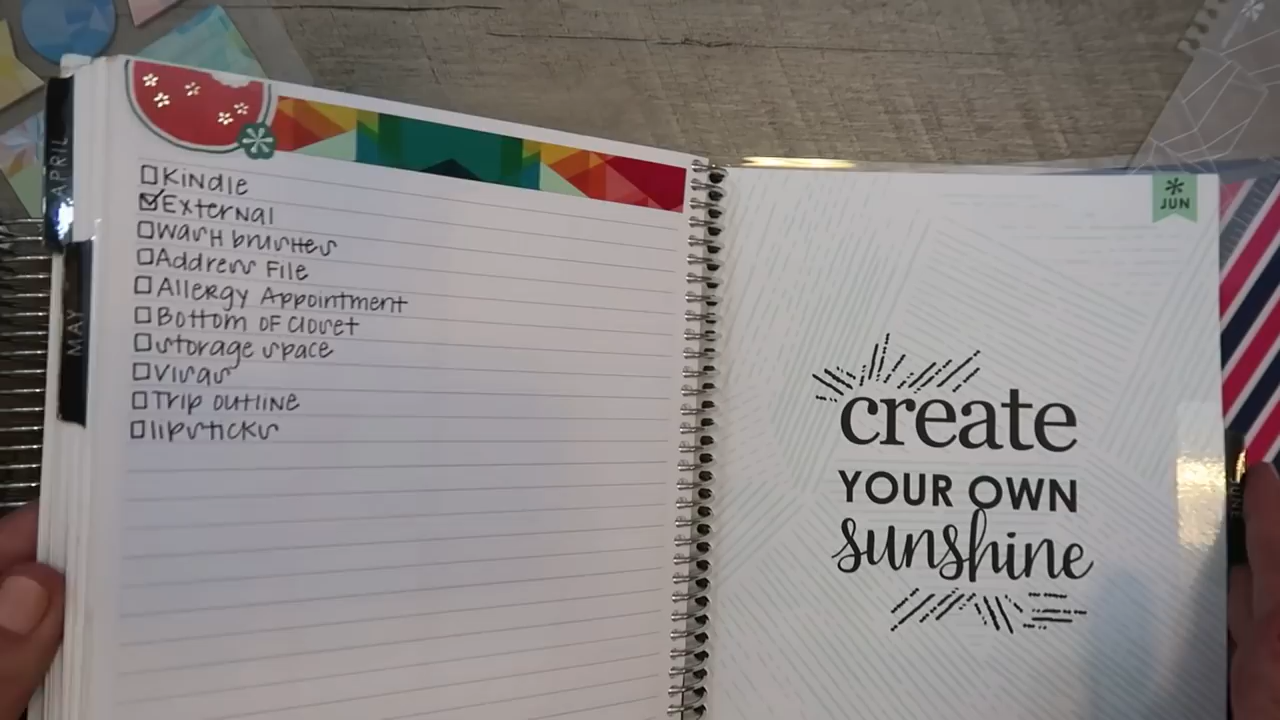 APRIL
MAY
Kindle
External
wash brushes
Address File
Allergy Appointment
Bottom of closet
storage space
Visas
Trip outline
lipsticks
JUN
create
YOUR OWN
sunshine
JUNE